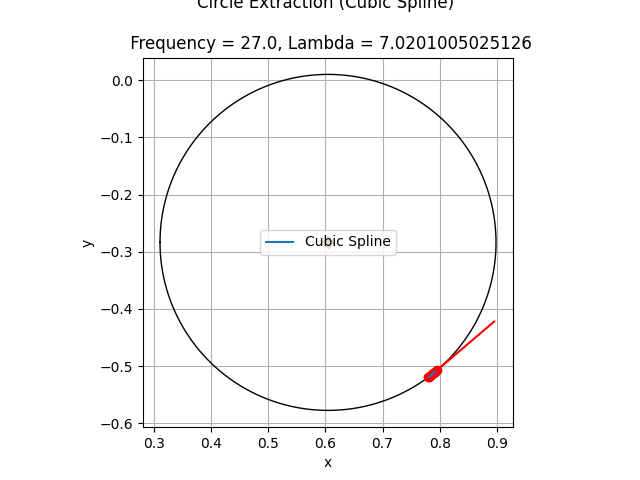 Circle Extraction (Cubic Spline)
Frequency = 27.0, Lambda = 7.0201005025126
0.0
−0.1
−0.2
−0.3
−0.4
−0.5
−0.6
y
Cubic Spline
0.3 0.4 0.5 0.6 0.7 0.8 0.9
x